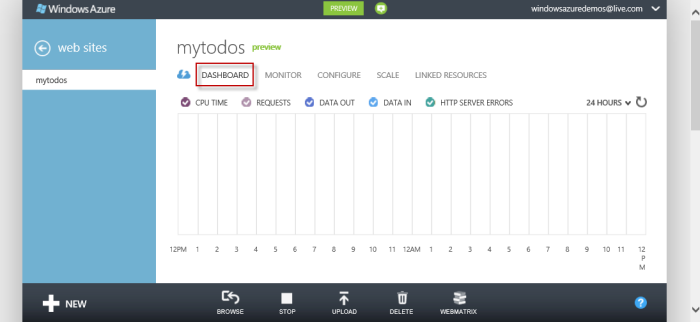 Windows Azure PREVIEW windowsazuredemos@live.com
web sites
mytodos
mytodos preview
DASHBOARD MONITOR CONFIGURE SCALE LINKED RESOURCES
CPU TIME REQUESTS DATA OUT DATA IN HTTP SERVER ERRORS 24 HOURS
12PM 1 2 3 4 5 6 7 8 9 10 11 12AM 1 2 3 4 5 6 7 8 9 10 11 12
P
M
NEW BROWSE STOP UPLOAD DELETE WEBMATRIX ?